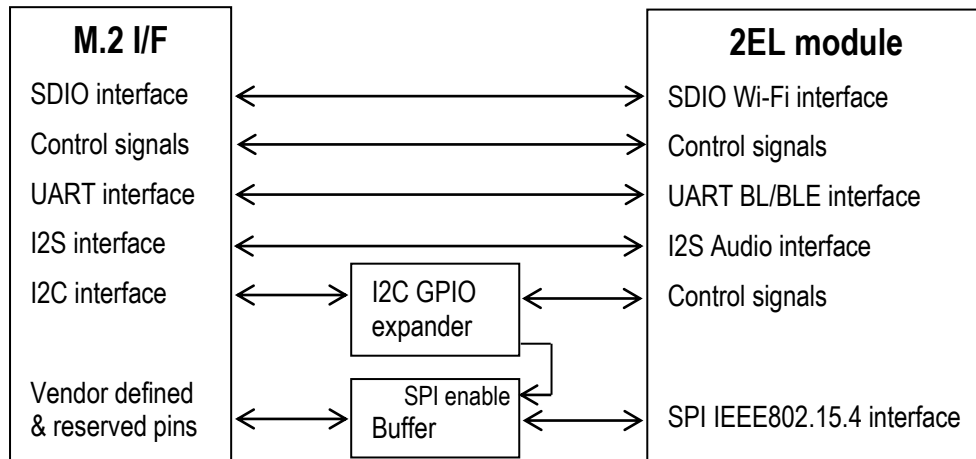 M.2 I/F
SDIO interface
Control signals
UART interface
I2S interface
I2C interface
Vendor defined
& reserved pins
I2C GPIO
expander
SPI enable
Buffer
2EL module
SDIO Wi-Fi interface
Control signals
UART BL/BLE interface
I2S Audio interface
Control signals
SPI IEEE802.15.4 interface